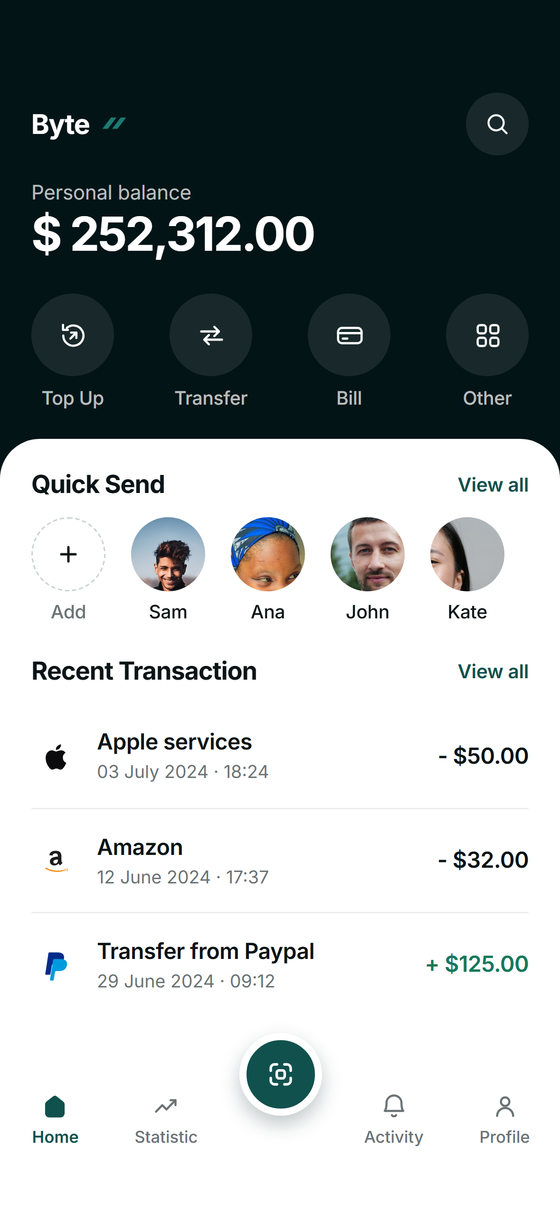 Byte
Personal balance
$ 252,312.00
Top Up
Transfer
Bill
Other
Quick Send
View all
Add
Sam
Ana
John
Kate
Recent Transaction
View all
Apple services
- $50.00
03 July 2024 · 18:24
Amazon
- $32.00
12 June 2024 · 17:37
Transfer from Paypal
+ $125.00
29 June 2024 · 09:12
Home
Statistic
Activity
Profile